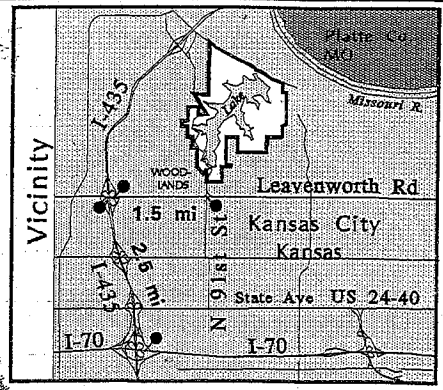 Vicinity
Platte Co
MO
Missouri R.
I-435
Lake
WOOD-
LANDS
Leavenworth Rd
1.5 mi
Kansas City
Kansas
N 91st St
2.5 mi
I-435
State Ave US 24-40
I-70
I-70